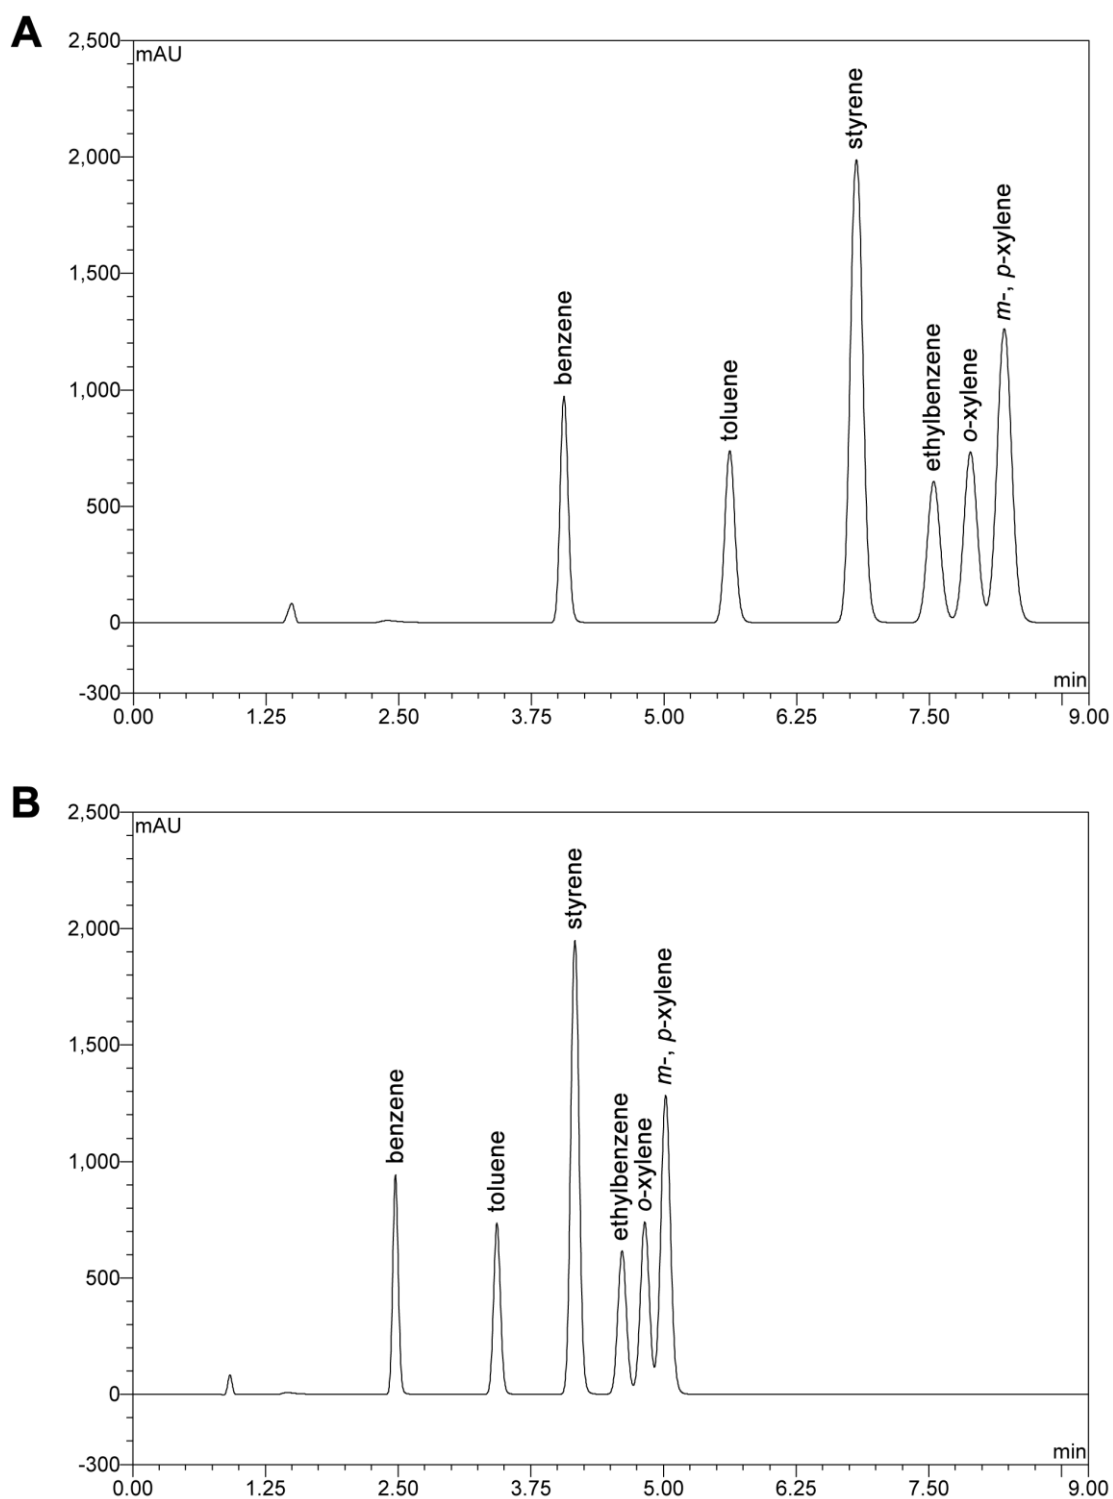 A
2,500
mAU
styrene
2,000
m-, p-xylene
1,500
benzene
ethylbenzene
o-xylene
toluene
1,000
500
0
min
-300
0.00 1.25 2.50 3.75 5.00 6.25 7.50 9.00
B
2,500
mAU
styrene
2,000
m-, p-xylene
1,500
benzene
ethylbenzene
o-xylene
toluene
1,000
500
0
min
-300
0.00 1.25 2.50 3.75 5.00 6.25 7.50 9.00